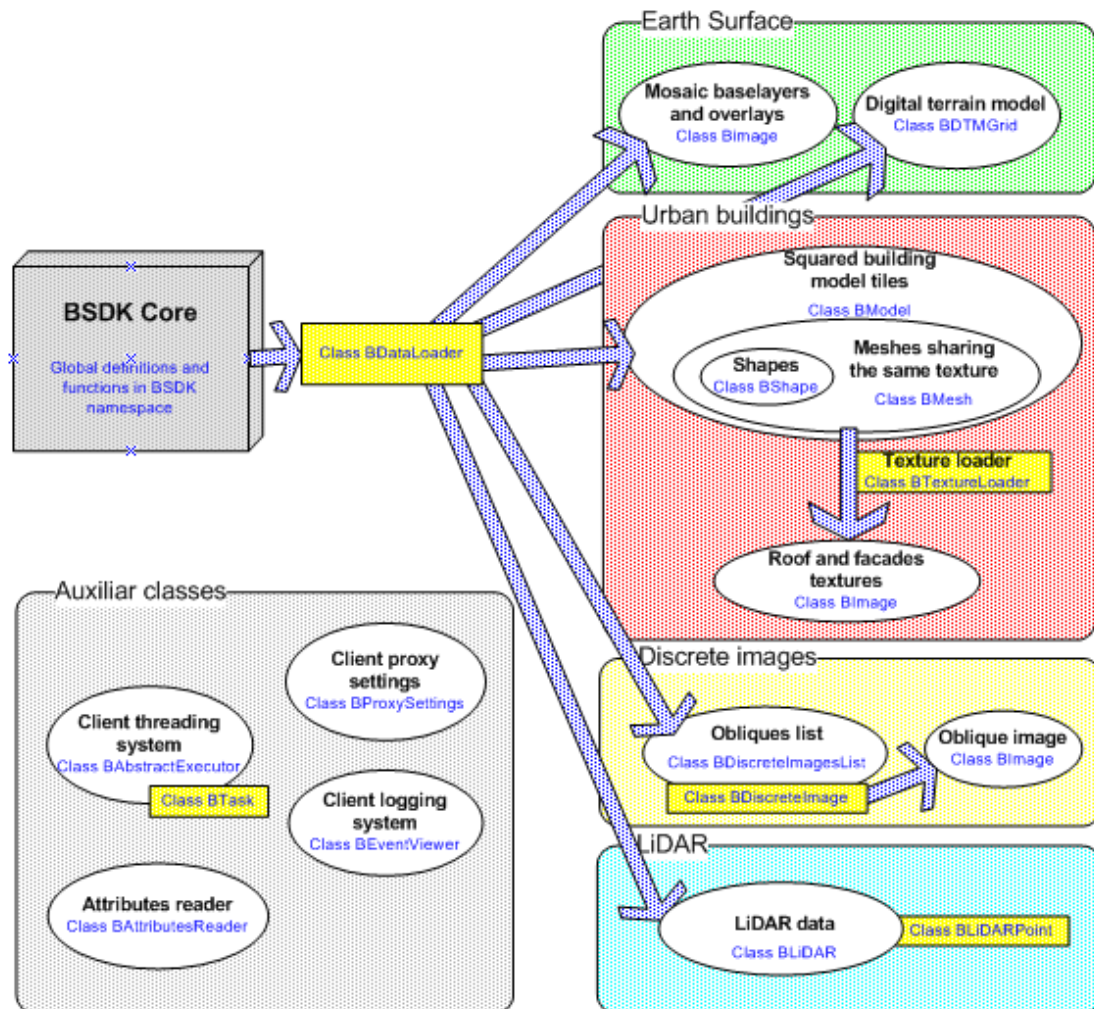 Earth Surface
Mosaic baselayers
and overlays
Class BImage
Digital terrain model
Class BDTMGrid
Urban buildings
Squared building
model tiles
Class BModel
Meshes sharing
the same texture
Class BMesh
Shapes
Class BShape
Texture loader
Class BTextureLoader
Roof and facades
textures
Class BImage
BSDK Core
Global definitions and
functions in BSDK
namespace
Class BDataLoader
Auxiliar classes
Client proxy
settings
Class BProxySettings
Client threading
system
Class BAbstractExecutor
Class BTask
Client logging
system
Class BEventViewer
Attributes reader
Class BAttributesReader
Discrete images
Obliques list
Class BDiscreteImagesList
Class BDiscreteImage
Oblique image
Class BImage
LiDAR
LiDAR data
Class BLiDAR
Class BLiDARPoint